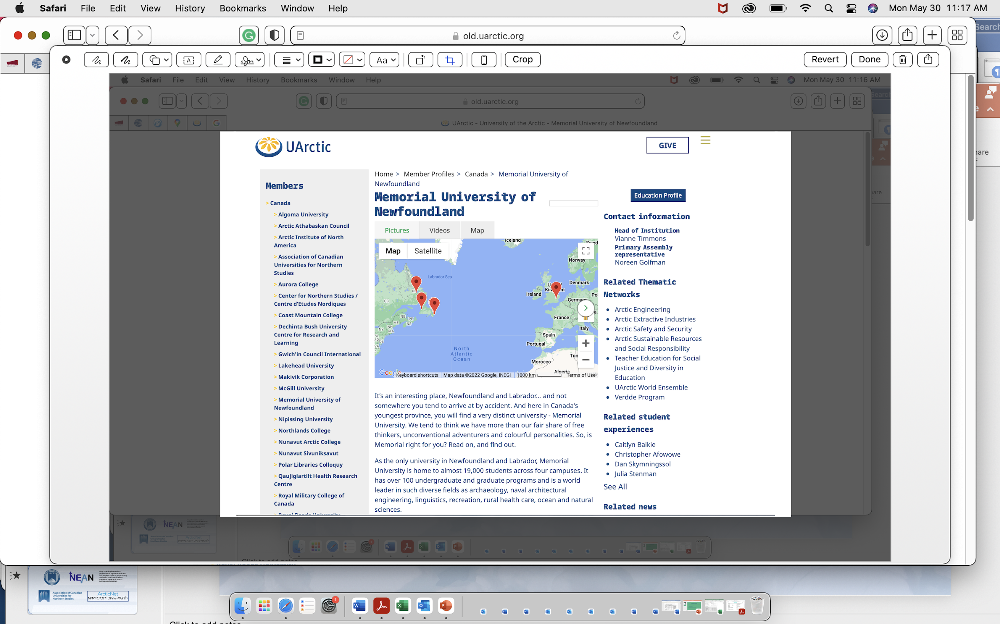 Safari File Edit View History Bookmarks Window Help Mon May 30 11:17 AM
old.uarctic.org
Search
Aa Crop Revert Done
Safari File Edit View History Bookmarks Window Help Mon May 30 11:16 AM
old.uarctic.org
Search
UArctic - University of the Arctic - Memorial University of Newfoundland
UArctic
GIVE
Members
> Canada
> Algoma University
> Arctic Athabaskan Council
> Arctic Institute of North
America
> Association of Canadian
Universities for Northern
Studies
> Aurora College
> Center for Northern Studies /
Centre d'Etudes Nordiques
> Coast Mountain College
> Dechinta Bush University
Centre for Research and
Learning
> Gwich'in Council International
> Lakehead University
> Makivik Corporation
> McGill University
> Memorial University of
Newfoundland
> Nipissing University
> Northlands College
> Nunavut Arctic College
> Nunavut Sivuniksavut
> Polar Libraries Colloquy
> Qaujigiartiit Health Research
Centre
> Royal Military College of
Canada
Home > Member Profiles > Canada > Memorial University of
Newfoundland
Memorial University of
Newfoundland
Pictures Videos Map
Map Satellite
Iceland
Norway
Labrador Sea
Denmark
Ireland
QC
NB
PE
NS
ME
NH
NY
MA
DE
VA
France
Italy
Spain
Portugal
North
Atlantic
Ocean
Morocco
Algeria
Google
Keyboard shortcuts Map data ©2022 Google, INEGI 1000 km Terms of Use
It's an interesting place, Newfoundland and Labrador... and not
somewhere you tend to arrive at by accident. And here in Canada's
youngest province, you will find a very distinct university - Memorial
University. We tend to think we have more than our fair share of free
thinkers, unconventional adventurers and colourful personalities. So, is
Memorial right for you? Read on, and find out.
As the only university in Newfoundland and Labrador, Memorial
University is home to almost 19,000 students across four campuses. It
has over 100 undergraduate and graduate programs and is a world
leader in such diverse fields as archaeology, naval architectural
engineering, linguistics, recreation, rural health care, ocean and natural
sciences.
Education Profile
Contact information
Head of Institution
Vianne Timmons
Primary Assembly
representative
Noreen Golfman
Related Thematic
Networks
Arctic Engineering
Arctic Extractive Industries
Arctic Safety and Security
Arctic Sustainable Resources
and Social Responsibility
Teacher Education for Social
Justice and Diversity in
Education
UArctic World Ensemble
Verdde Program
Related student
experiences
Caitlyn Baikie
Christopher Afowowe
Dan Skymningssol
Julia Stenman
See All
Related news
NEAN
NEAN
Association of Canadian
Universities for
Northern Studies
ArcticNet